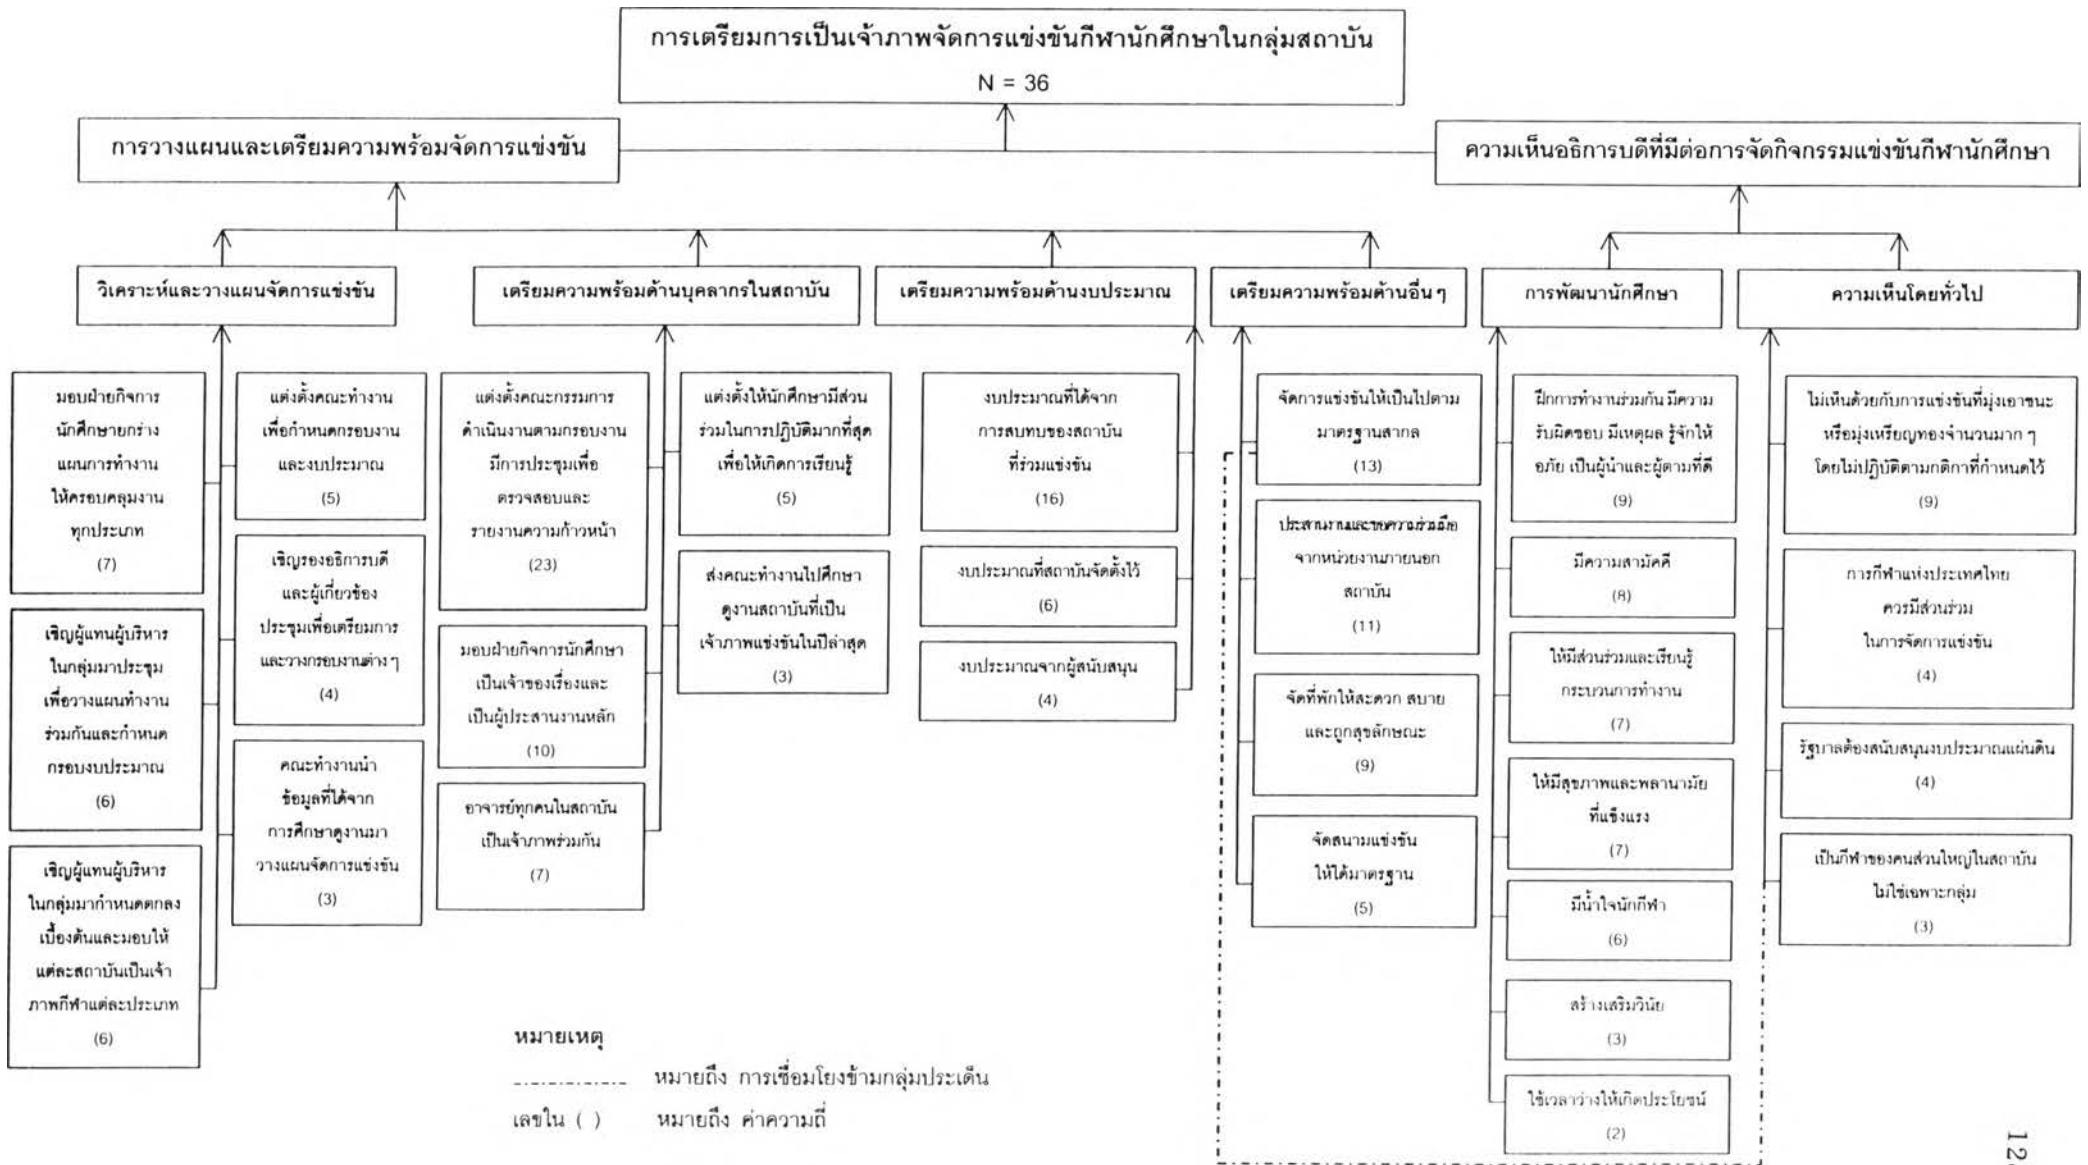 การเตรียมการเป็นเจ้าภาพจัดการแข่งขันกีฬานักศึกษาในกลุ่มสถาบัน
N = 36
การวางแผนและเตรียมความพร้อมจัดการแข่งขัน
ความเห็นอธิการบดีที่มีต่อการจัดกิจกรรมแข่งขันกีฬานักศึกษา
วิเคราะห์และวางแผนจัดการแข่งขัน
เตรียมความพร้อมด้านบุคลากรในสถาบัน
เตรียมความพร้อมด้านงบประมาณ
เตรียมความพร้อมด้านอื่น ๆ
การพัฒนานักศึกษา
ความเห็นโดยทั่วไป
มอบฝ่ายกิจการ
นักศึกษายกร่าง
แผนการทำงาน
ให้ครอบคลุมงาน
ทุกประเภท
(7)
เชิญผู้แทนผู้บริหาร
ในกลุ่มมาประชุม
เพื่อวางแผนทำงาน
ร่วมกันและกำหนด
กรอบงบประมาณ
(6)
เชิญผู้แทนผู้บริหาร
ในกลุ่มมากำหนดตกลง
เบื้องต้นและมอบให้
แต่ละสถาบันเป็นเจ้า
ภาพกีฬาแต่ละประเภท
(6)
แต่งตั้งคณะทำงาน
เพื่อกำหนดกรอบงาน
และงบประมาณ
(5)
เชิญรองอธิการบดี
และผู้เกี่ยวข้อง
ประชุมเพื่อเตรียมการ
และวางกรอบงานต่าง ๆ
(4)
คณะทำงานนำ
ข้อมูลที่ได้จาก
การศึกษาดูงานมา
วางแผนจัดการแข่งขัน
(3)
แต่งตั้งคณะกรรมการ
ดำเนินงานตามกรอบงาน
มีการประชุมเพื่อ
ตรวจสอบและ
รายงานความก้าวหน้า
(23)
มอบฝ่ายกิจการนักศึกษา
เป็นเจ้าของเรื่องและ
เป็นผู้ประสานงานหลัก
(10)
อาจารย์ทุกคนในสถาบัน
เป็นเจ้าภาพร่วมกัน
(7)
แต่งตั้งให้นักศึกษามีส่วน
ร่วมในการปฏิบัติมากที่สุด
เพื่อให้เกิดการเรียนรู้
(5)
ส่งคณะทำงานไปศึกษา
ดูงานสถาบันที่เป็น
เจ้าภาพแข่งขันในปีล่าสุด
(3)
งบประมาณที่ได้จาก
การสบทบของสถาบัน
ที่ร่วมแข่งขัน
(16)
งบประมาณที่สถาบันจัดตั้งไว้
(6)
งบประมาณจากผู้สนับสนุน
(4)
จัดการแข่งขันให้เป็นไปตาม
มาตรฐานสากล
(13)
ประสานงานและขอความร่วมมือ
จากหน่วยงานภายนอก
สถาบัน
(11)
จัดที่พักให้สะดวก สบาย
และถูกสุขลักษณะ
(9)
จัดสนามแข่งขัน
ให้ได้มาตรฐาน
(5)
ฝึกการทำงานร่วมกัน มีความ
รับผิดชอบ มีเหตุผล รู้จักให้
อภัย เป็นผู้นำและผู้ตามที่ดี
(9)
มีความสามัคคี
(8)
ให้มีส่วนร่วมและเรียนรู้
กระบวนการทำงาน
(7)
ให้มีสุขภาพและพลานามัย
ที่แข็งแรง
(7)
มีน้ำใจนักกีฬา
(6)
สร้างเสริมวินัย
(3)
ใช้เวลาว่างให้เกิดประโยชน์
(2)
ไม่เห็นด้วยกับการแข่งขันที่มุ่งเอาชนะ
หรือมุ่งเหรียญทองจำนวนมาก ๆ
โดยไม่ปฏิบัติตามกติกาที่กำหนดไว้
(9)
การกีฬาแห่งประเทศไทย
ควรมีส่วนร่วม
ในการจัดการแข่งขัน
(4)
รัฐบาลต้องสนับสนุนงบประมาณแผ่นดิน
(4)
เป็นกีฬาของคนส่วนใหญ่ในสถาบัน
ไม่ใช่เฉพาะกลุ่ม
(3)
หมายเหตุ
หมายถึง การเชื่อมโยงข้ามกลุ่มประเด็น
เลขใน ( ) หมายถึง ค่าความถี่